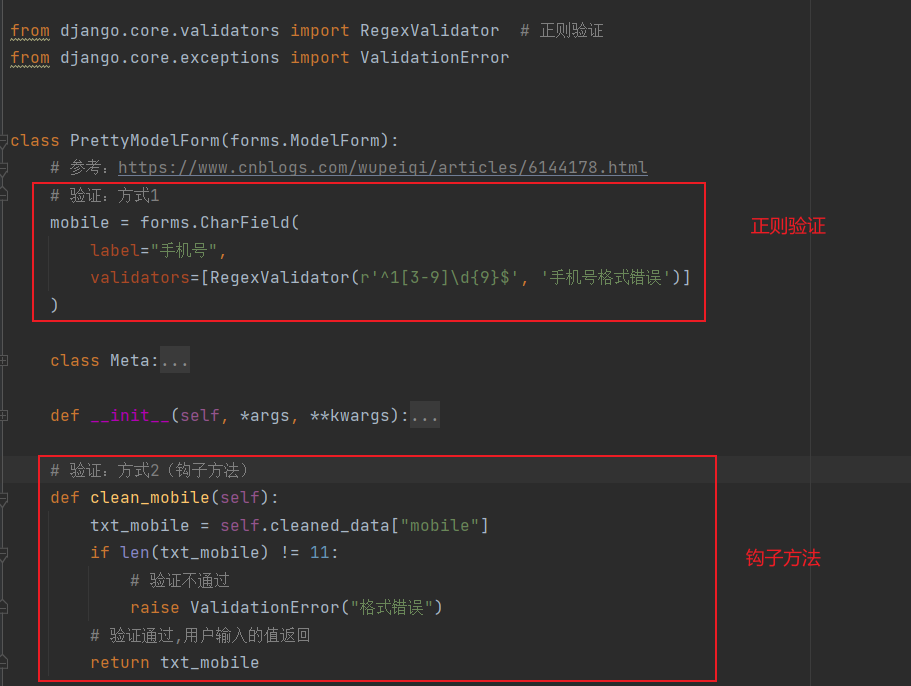 from django.core.validators import RegexValidator  # 正则验证
from django.core.exceptions import ValidationError
class PrettyModelForm(forms.ModelForm):
# 参考：https://www.cnblogs.com/wupeiqi/articles/6144178.html
# 验证：方式1
mobile = forms.CharField(
label="手机号",
validators=[RegexValidator(r'^1[3-9]\d{9}$', '手机号格式错误')]
)
正则验证
class Meta:...
def __init__(self, *args, **kwargs):...
# 验证：方式2（钩子方法）
def clean_mobile(self):
txt_mobile = self.cleaned_data["mobile"]
if len(txt_mobile) != 11:
# 验证不通过
raise ValidationError("格式错误")
# 验证通过,用户输入的值返回
return txt_mobile
钩子方法